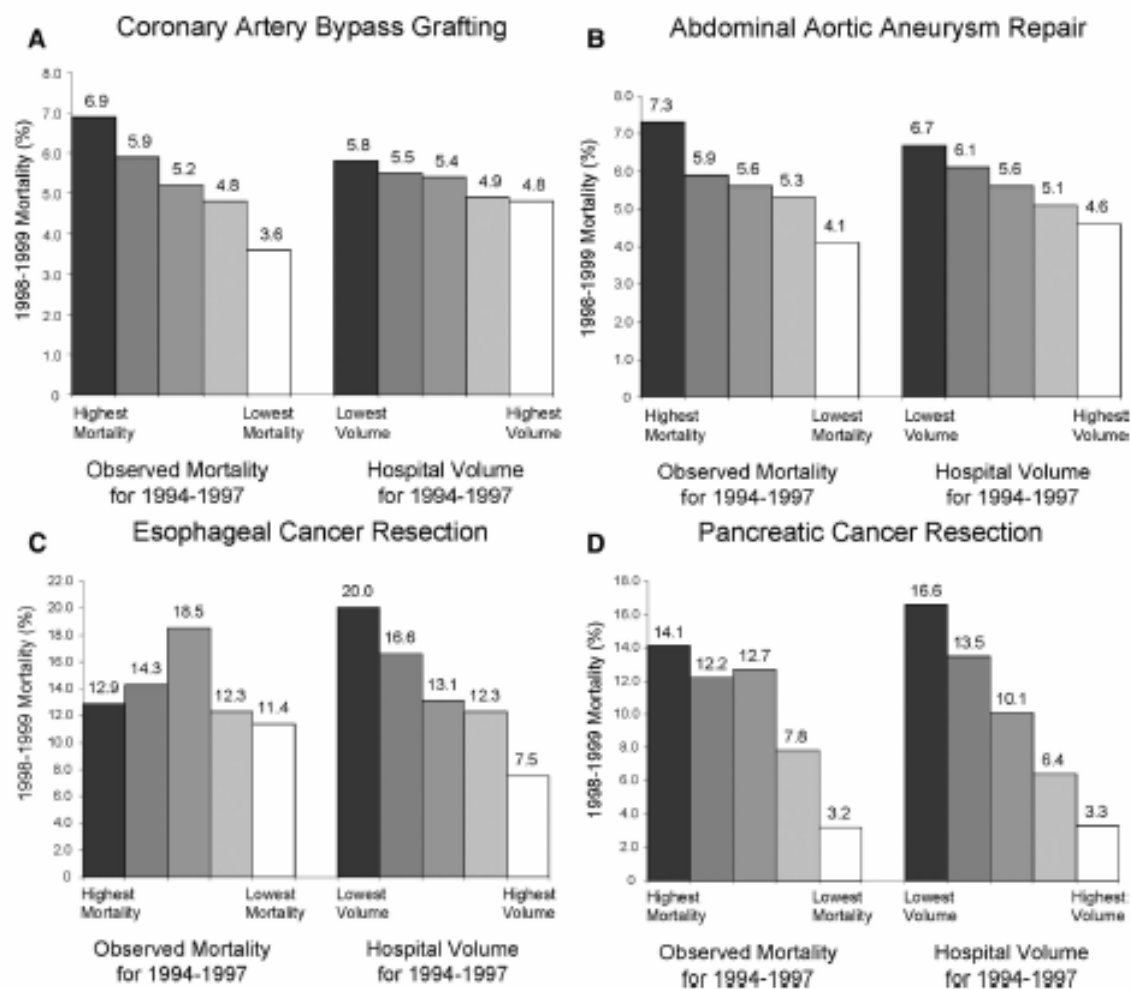 A Coronary Artery Bypass Grafting
8.0
7.0
6.0
5.0
4.0
3.0
2.0
1.0
0
1998-1999 Mortality (%)
6.9
5.9
5.2
4.8
3.6
5.8
5.5
5.4
4.9
4.8
Highest Mortality
Lowest Mortality
Lowest Volume
Highest Volume
Observed Mortality
for 1994-1997
Hospital Volume
for 1994-1997
B Abdominal Aortic Aneurysm Repair
8.0
7.0
6.0
5.0
4.0
3.0
2.0
1.0
0
1998-1999 Mortality (%)
7.3
5.9
5.6
5.3
4.1
6.7
6.1
5.6
5.1
4.6
Highest Mortality
Lowest Mortality
Lowest Volume
Highest Volume
Observed Mortality
for 1994-1997
Hospital Volume
for 1994-1997
C Esophageal Cancer Resection
22.0
20.0
18.0
16.0
14.0
12.0
10.0
8.0
6.0
4.0
2.0
0
1998-1999 Mortality (%)
12.9
14.3
18.5
12.3
11.4
20.0
16.6
13.1
12.3
7.5
Highest Mortality
Lowest Mortality
Lowest Volume
Highest Volume
Observed Mortality
for 1994-1997
Hospital Volume
for 1994-1997
D Pancreatic Cancer Resection
18.0
16.0
14.0
12.0
10.0
8.0
6.0
4.0
2.0
0
1998-1999 Mortality (%)
14.1
12.2
12.7
7.8
3.2
16.6
13.5
10.1
6.4
3.3
Highest Mortality
Lowest Mortality
Lowest Volume
Highest Volume
Observed Mortality
for 1994-1997
Hospital Volume
for 1994-1997